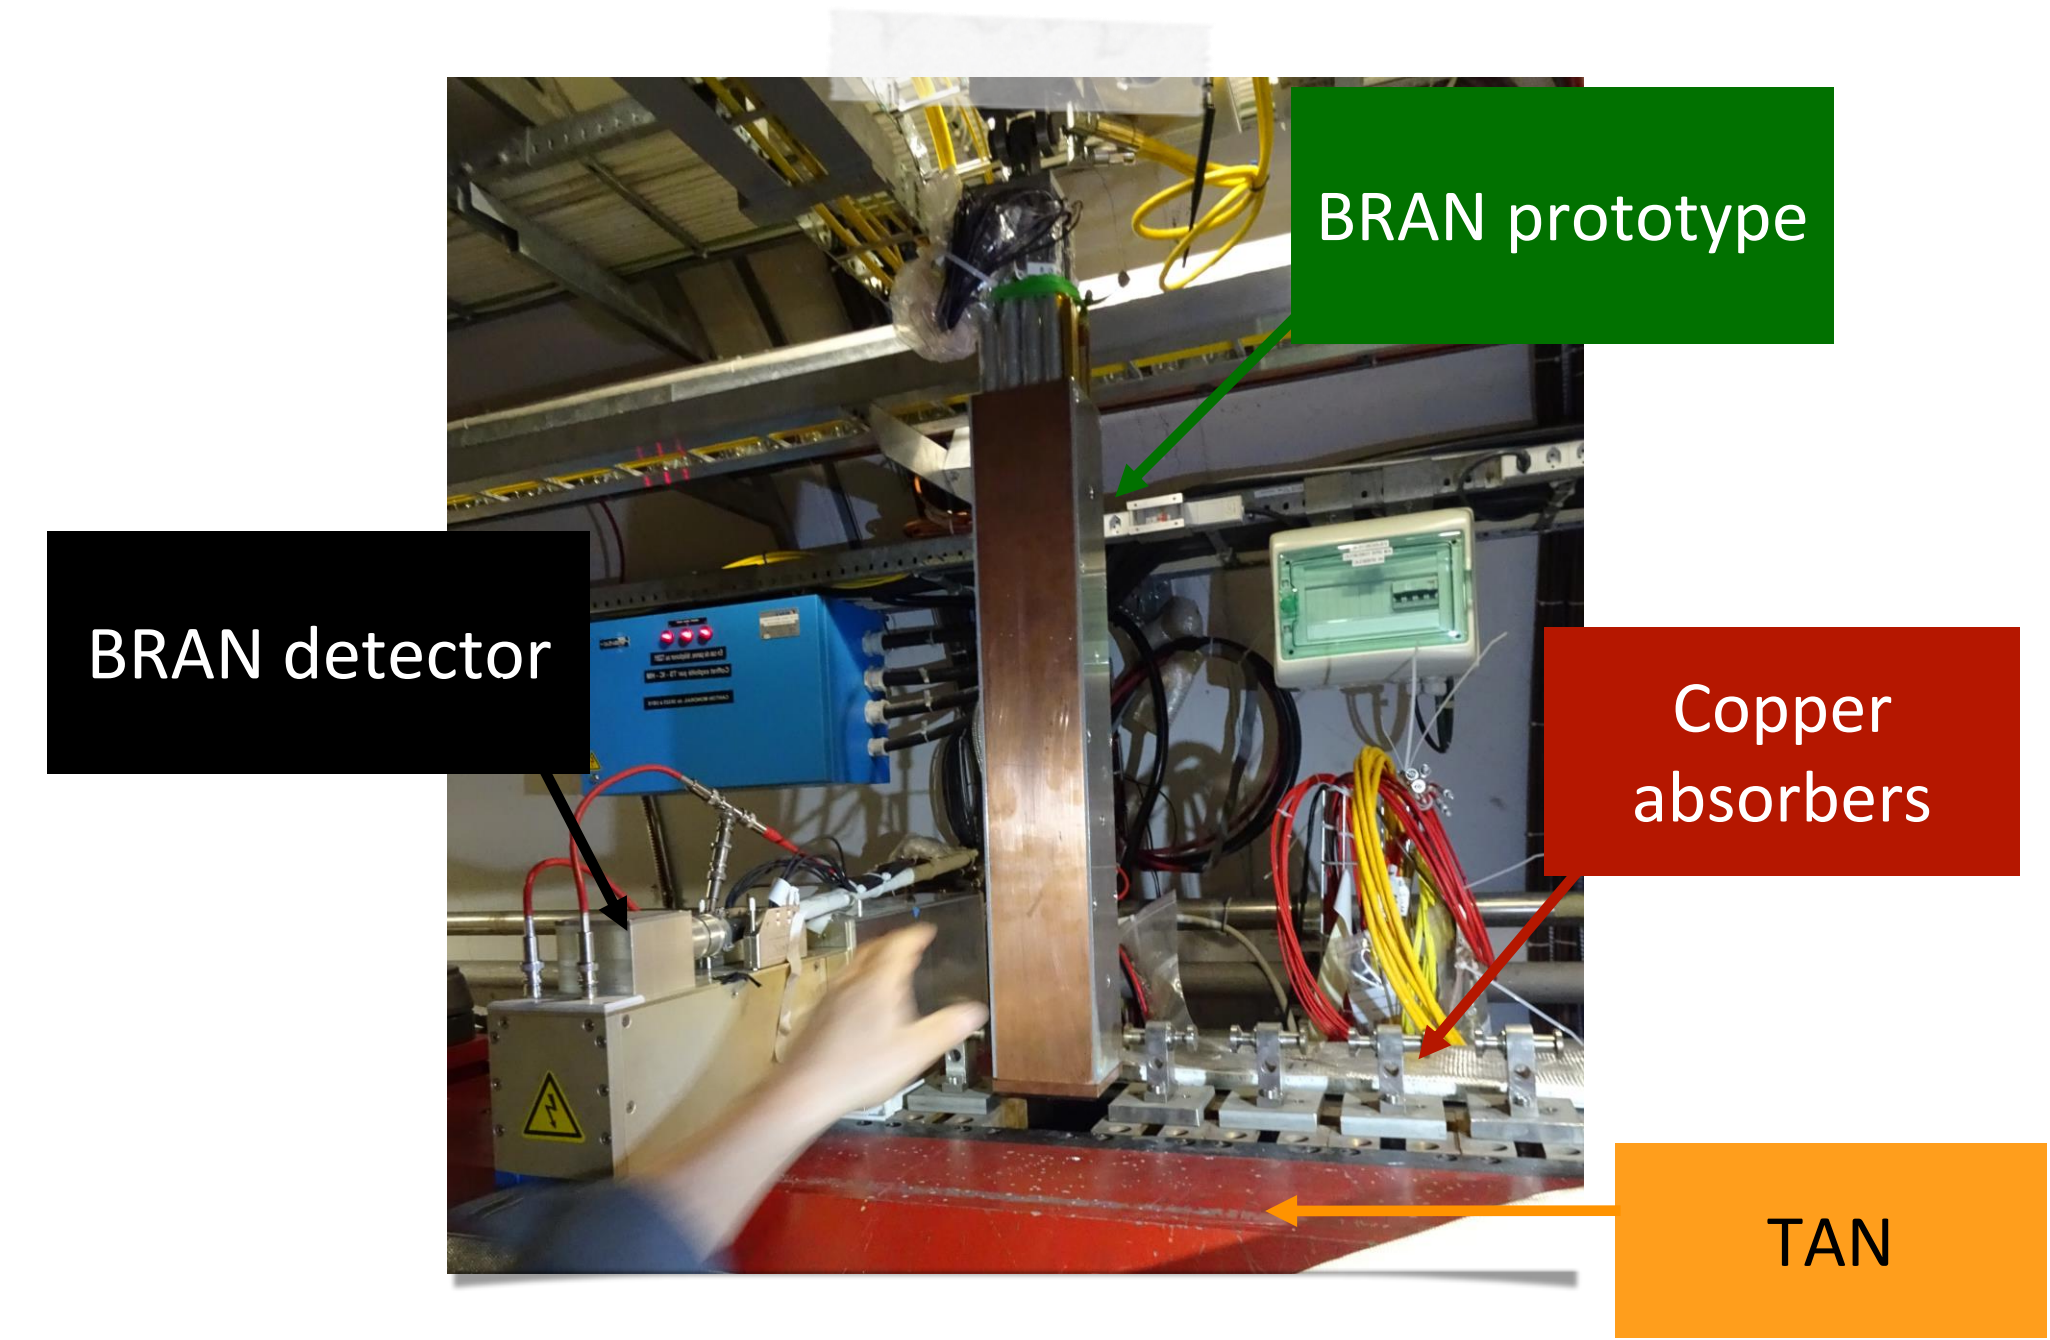 BRAN prototype
BRAN detector
Copper
absorbers
TAN